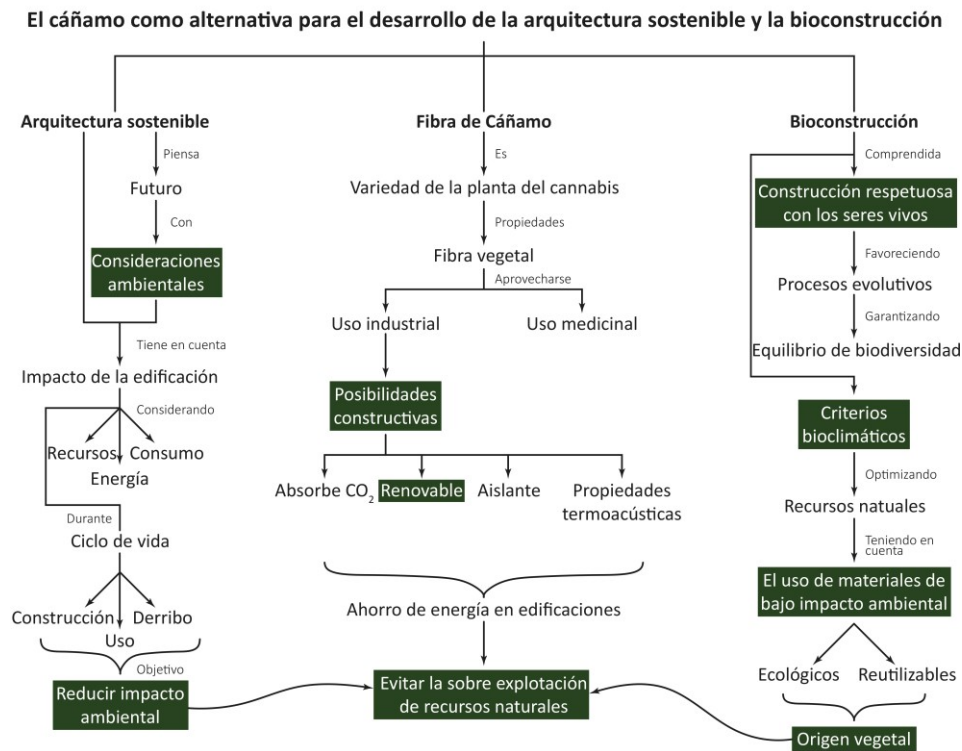 El cáñamo como alternativa para el desarrollo de la arquitectura sostenible y la bioconstrucción
Arquitectura sostenible
Piensa
Futuro
Con
Consideraciones
ambientales
Tiene en cuenta
Impacto de la edificación
Considerando
Recursos
Consumo
Energía
Durante
Ciclo de vida
Construcción
Derribo
Uso
Objetivo
Reducir impacto
ambiental
Fibra de Cáñamo
Es
Variedad de la planta del cannabis
Propiedades
Fibra vegetal
Aprovecharse
Uso industrial
Uso medicinal
Posibilidades
constructivas
Absorbe CO₂
Renovable
Aislante
Propiedades
termoacústicas
Ahorro de energía en edificaciones
Evitar la sobre explotación
de recursos naturales
Bioconstrucción
Comprendida
Construcción respetuosa
con los seres vivos
Favoreciendo
Procesos evolutivos
Garantizando
Equilibrio de biodiversidad
Criterios
bioclimáticos
Optimizando
Recursos natuales
Teniendo en
cuenta
El uso de materiales de
bajo impacto ambiental
Ecológicos
Reutilizables
Origen vegetal